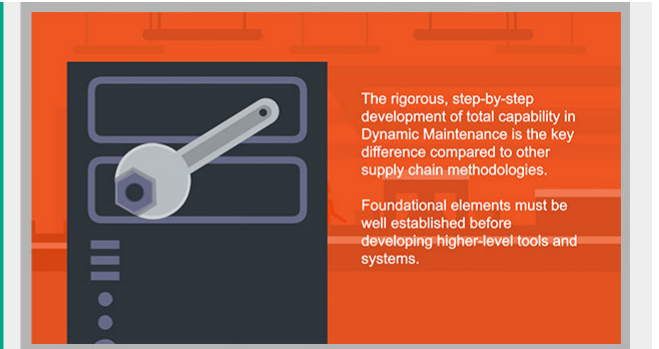 The rigorous, step-by-step
development of total capability in
Dynamic Maintenance is the key
difference compared to other
supply chain methodologies.
Foundational elements must be
well established before
developing higher-level tools and
systems.